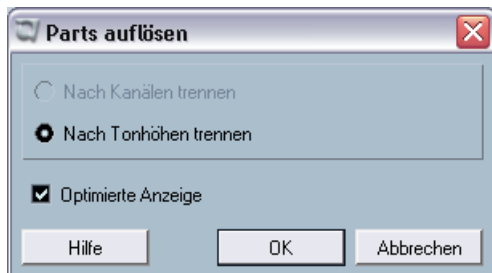 Parts auflösen
Nach Kanälen trennen
Nach Tonhöhen trennen
Optimierte Anzeige
Hilfe OK Abbrechen